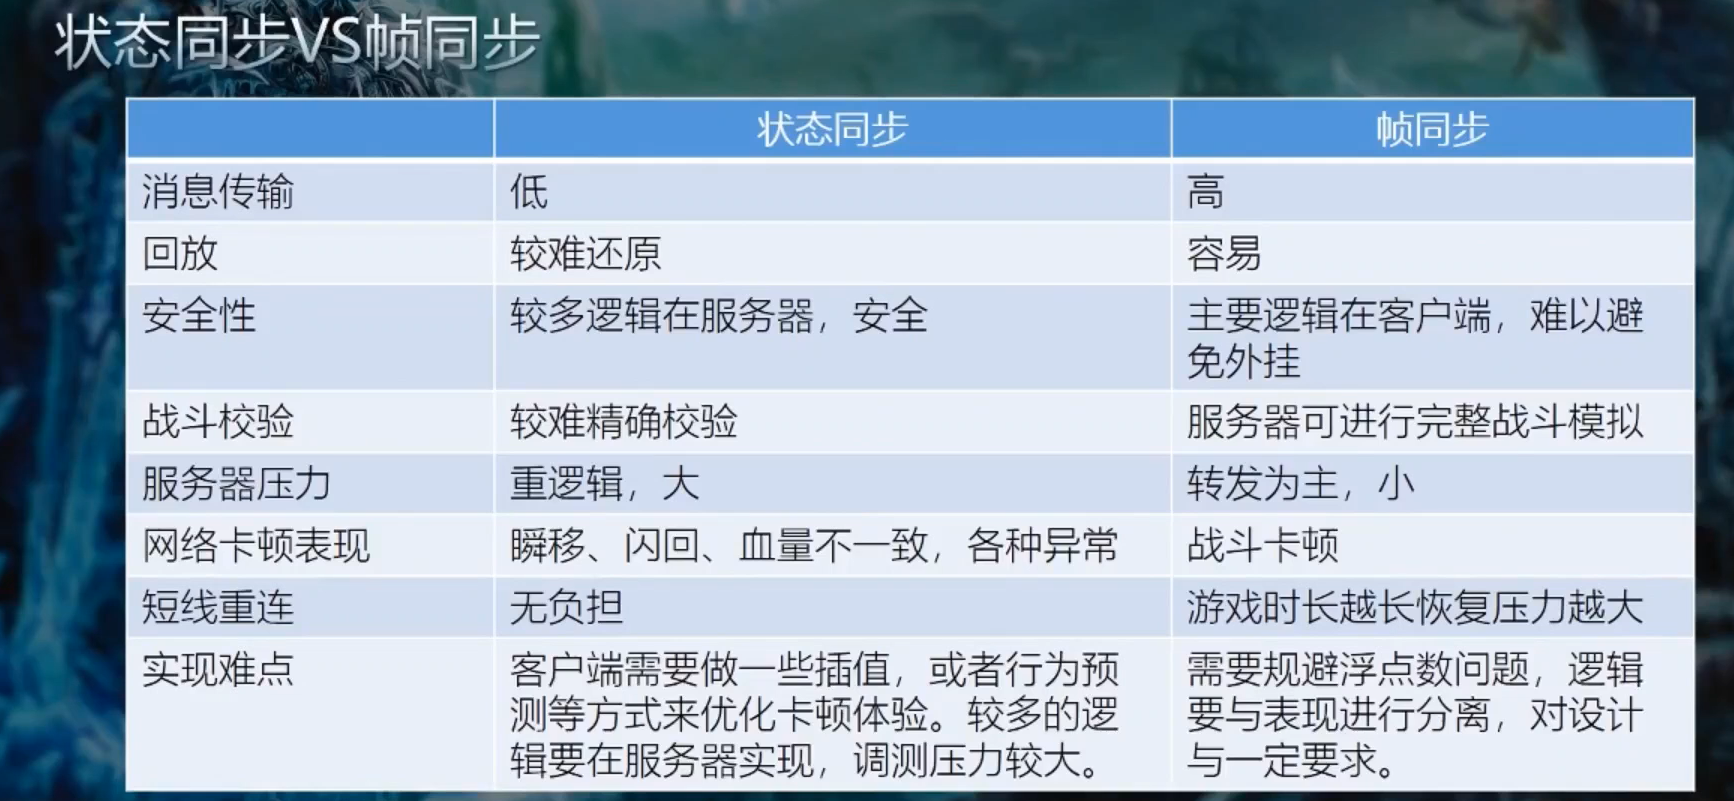 状态同步VS帧同步
状态同步 帧同步
消息传输 低 高
回放 较难还原 容易
安全性 较多逻辑在服务器，安全 主要逻辑在客户端，难以避
免外挂
战斗校验 较难精确校验 服务器可进行完整战斗模拟
服务器压力 重逻辑，大 转发为主，小
网络卡顿表现 瞬移、闪回、血量不一致，各种异常 战斗卡顿
短线重连 无负担 游戏时长越长恢复压力越大
实现难点 客户端需要做一些插值，或者行为预 需要规避浮点数问题，逻辑
测等方式来优化卡顿体验。较多的逻 要与表现进行分离，对设计
辑要在服务器实现，调测压力较大。 与一定要求。